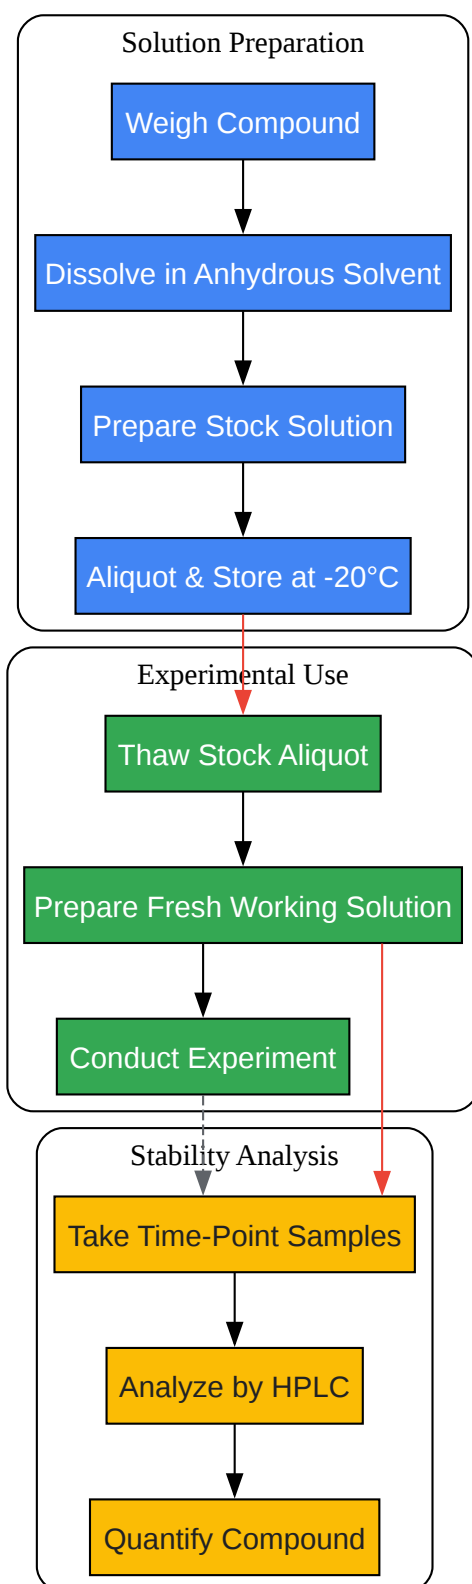 Solution Preparation
Weigh Compound
Dissolve in Anhydrous Solvent
Prepare Stock Solution
Aliquot & Store at -20°C
Experimental Use
Thaw Stock Aliquot
Prepare Fresh Working Solution
Conduct Experiment
Stability Analysis
Take Time-Point Samples
Analyze by HPLC
Quantify Compound